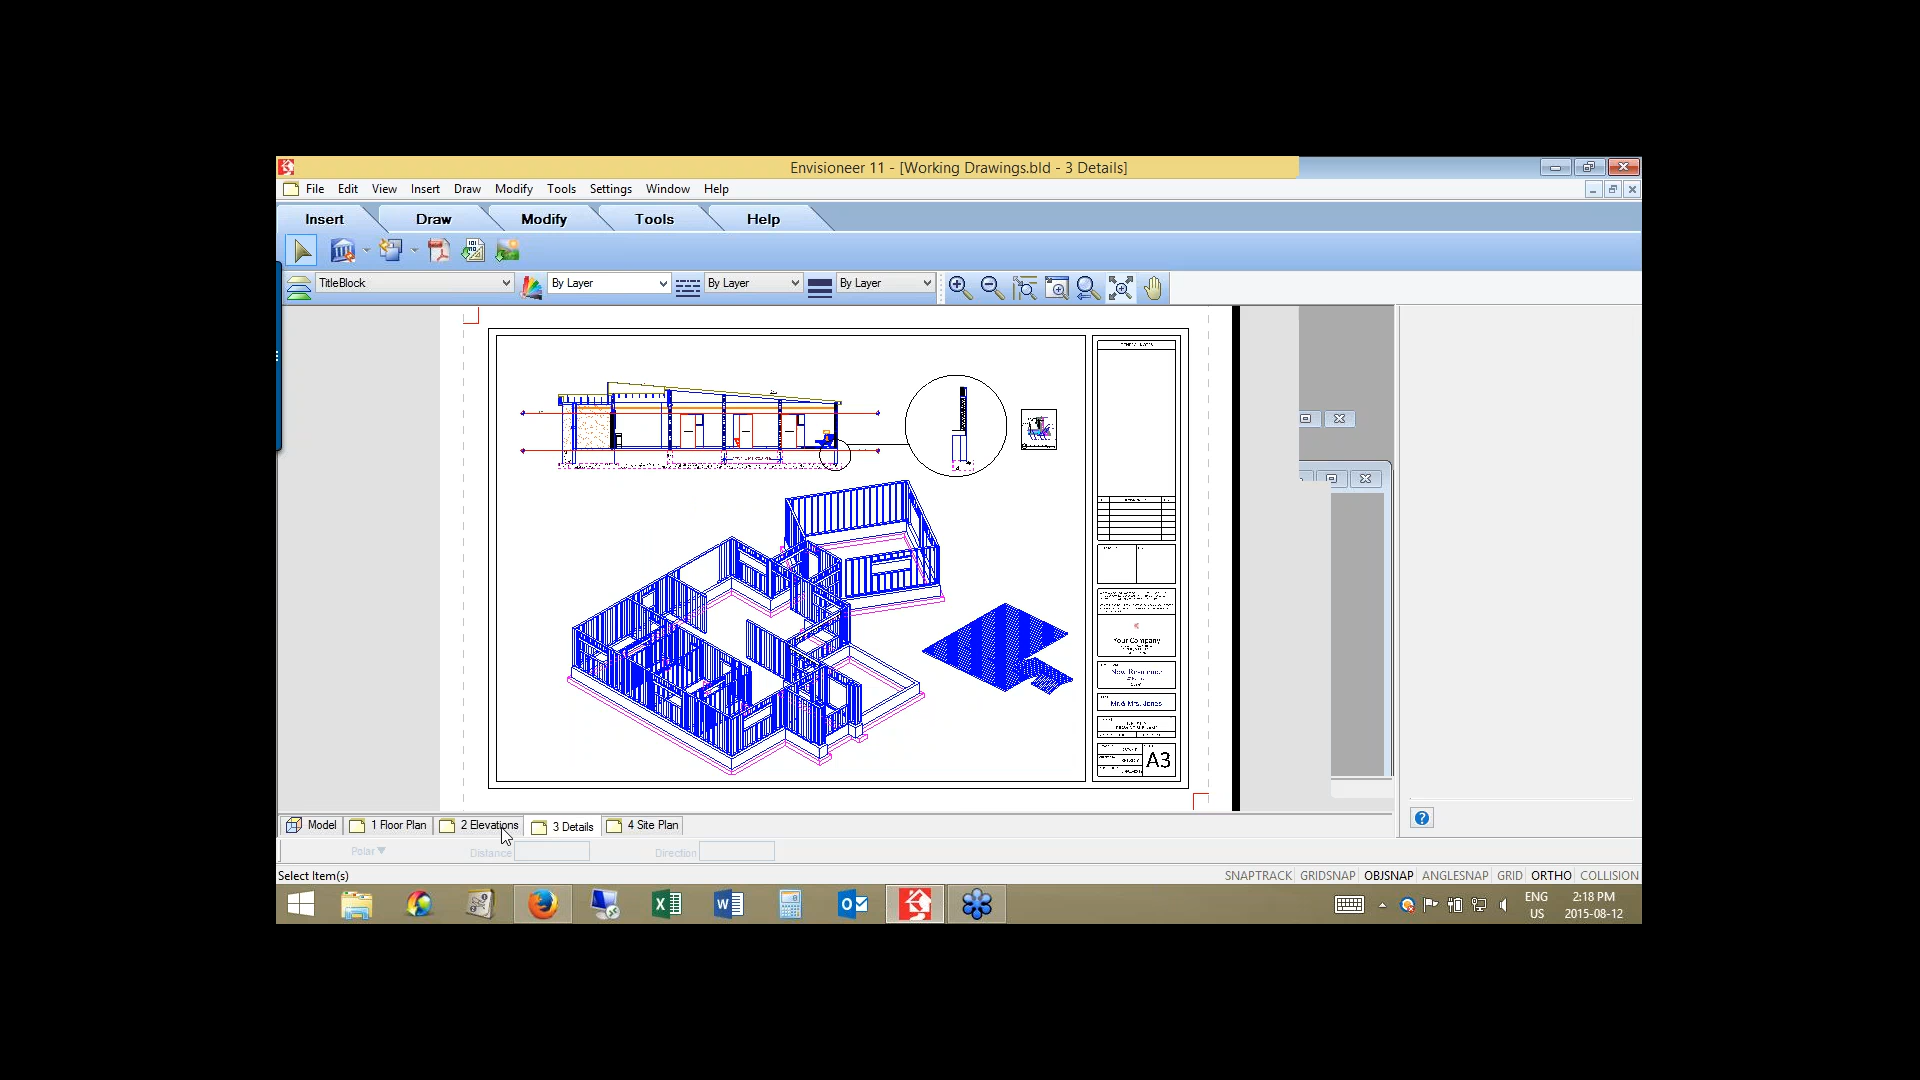 Envisioneer 11 - [Working Drawings.bld - 3 Details]
File Edit View Insert Draw Modify Tools Settings Window Help
Insert Draw Modify Tools Help
TitleBlock By Layer By Layer By Layer
Your Company
Mr.& Mrs. Jones
A3
Model 1 Floor Plan 2 Elevations 3 Details 4 Site Plan
Polar Distance Direction
Select Item(s) SNAPTRACK GRIDSNAP OBJSNAP ANGLESNAP GRID ORTHO COLLISION
ENG 2:18 PM
US 2015-08-12